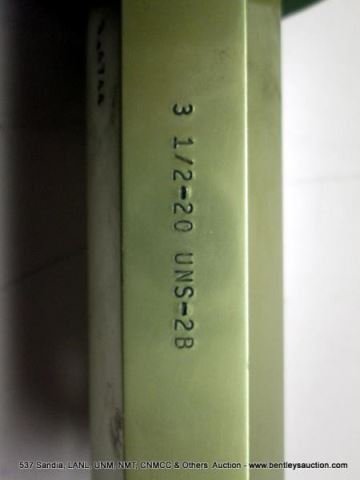 3 1/2-20 UNS-2B
537 Sandia, LANL, UNM, NMT, CNMCC & Others Auction - www.bentleysauction.com